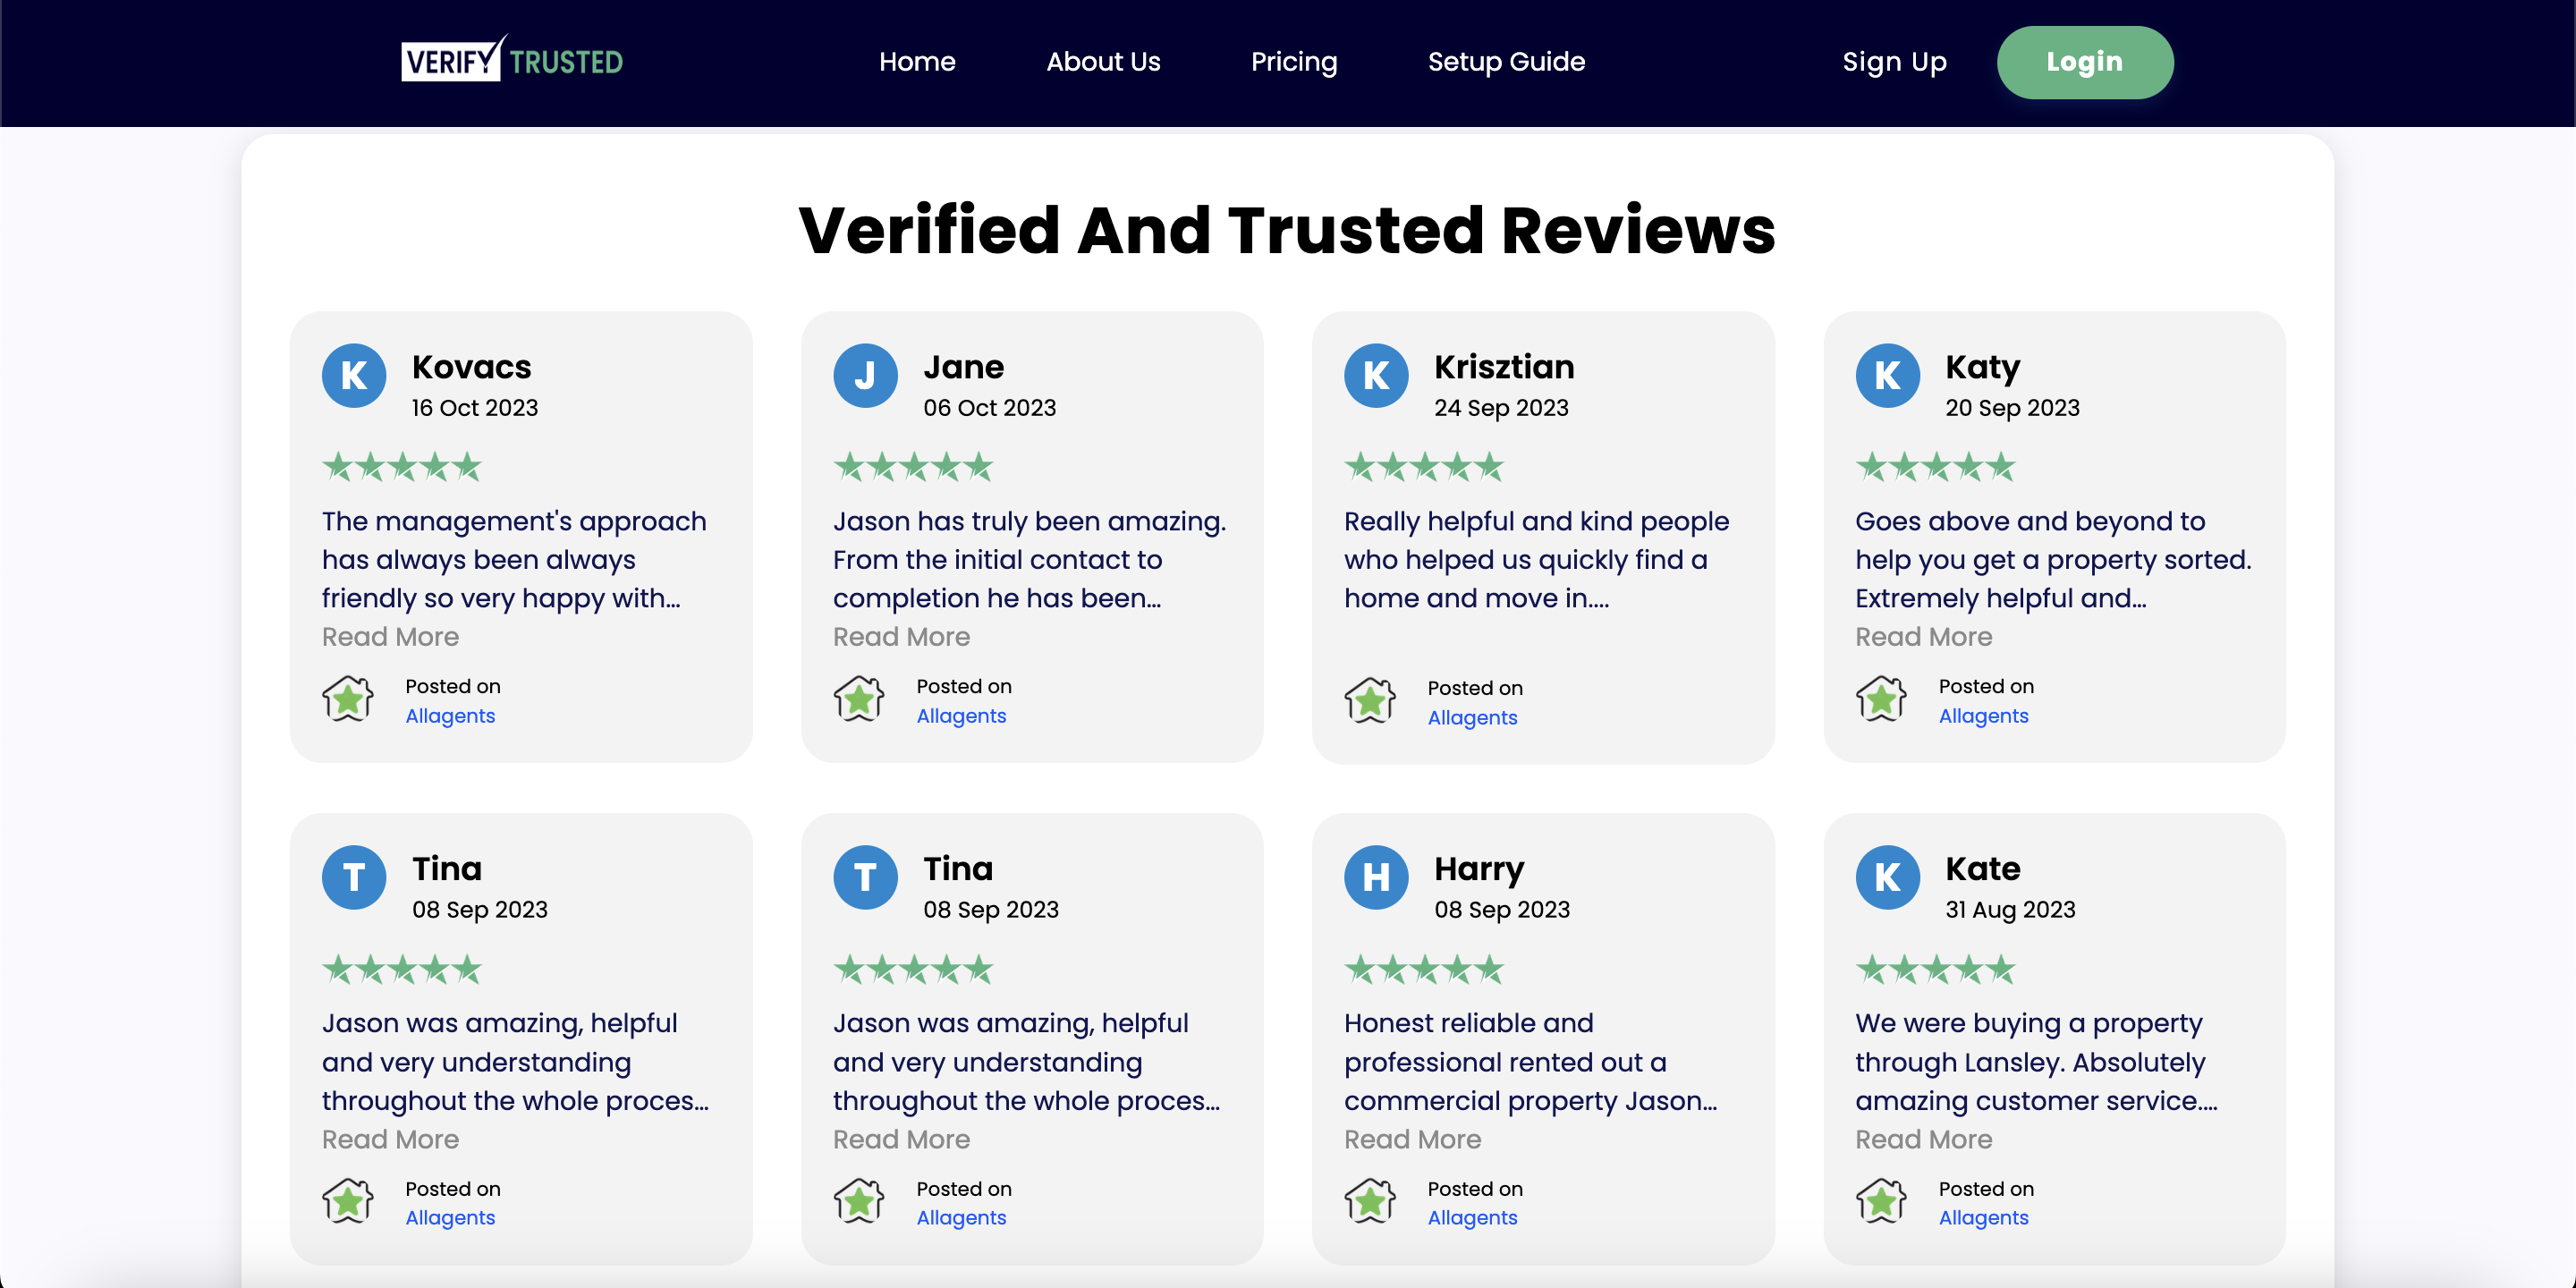 VERIFY TRUSTED
Home About Us Pricing Setup Guide Sign Up Login
Verified And Trusted Reviews
K
Kovacs
16 Oct 2023
The management's approach
has always been always
friendly so very happy with...
Read More
Posted on
Allagents
J
Jane
06 Oct 2023
Jason has truly been amazing.
From the initial contact to
completion he has been...
Read More
Posted on
Allagents
K
Krisztian
24 Sep 2023
Really helpful and kind people
who helped us quickly find a
home and move in....
Posted on
Allagents
K
Katy
20 Sep 2023
Goes above and beyond to
help you get a property sorted.
Extremely helpful and...
Read More
Posted on
Allagents
T
Tina
08 Sep 2023
Jason was amazing, helpful
and very understanding
throughout the whole proces...
Read More
Posted on
Allagents
T
Tina
08 Sep 2023
Jason was amazing, helpful
and very understanding
throughout the whole proces...
Read More
Posted on
Allagents
H
Harry
08 Sep 2023
Honest reliable and
professional rented out a
commercial property Jason...
Read More
Posted on
Allagents
K
Kate
31 Aug 2023
We were buying a property
through Lansley. Absolutely
amazing customer service....
Read More
Posted on
Allagents